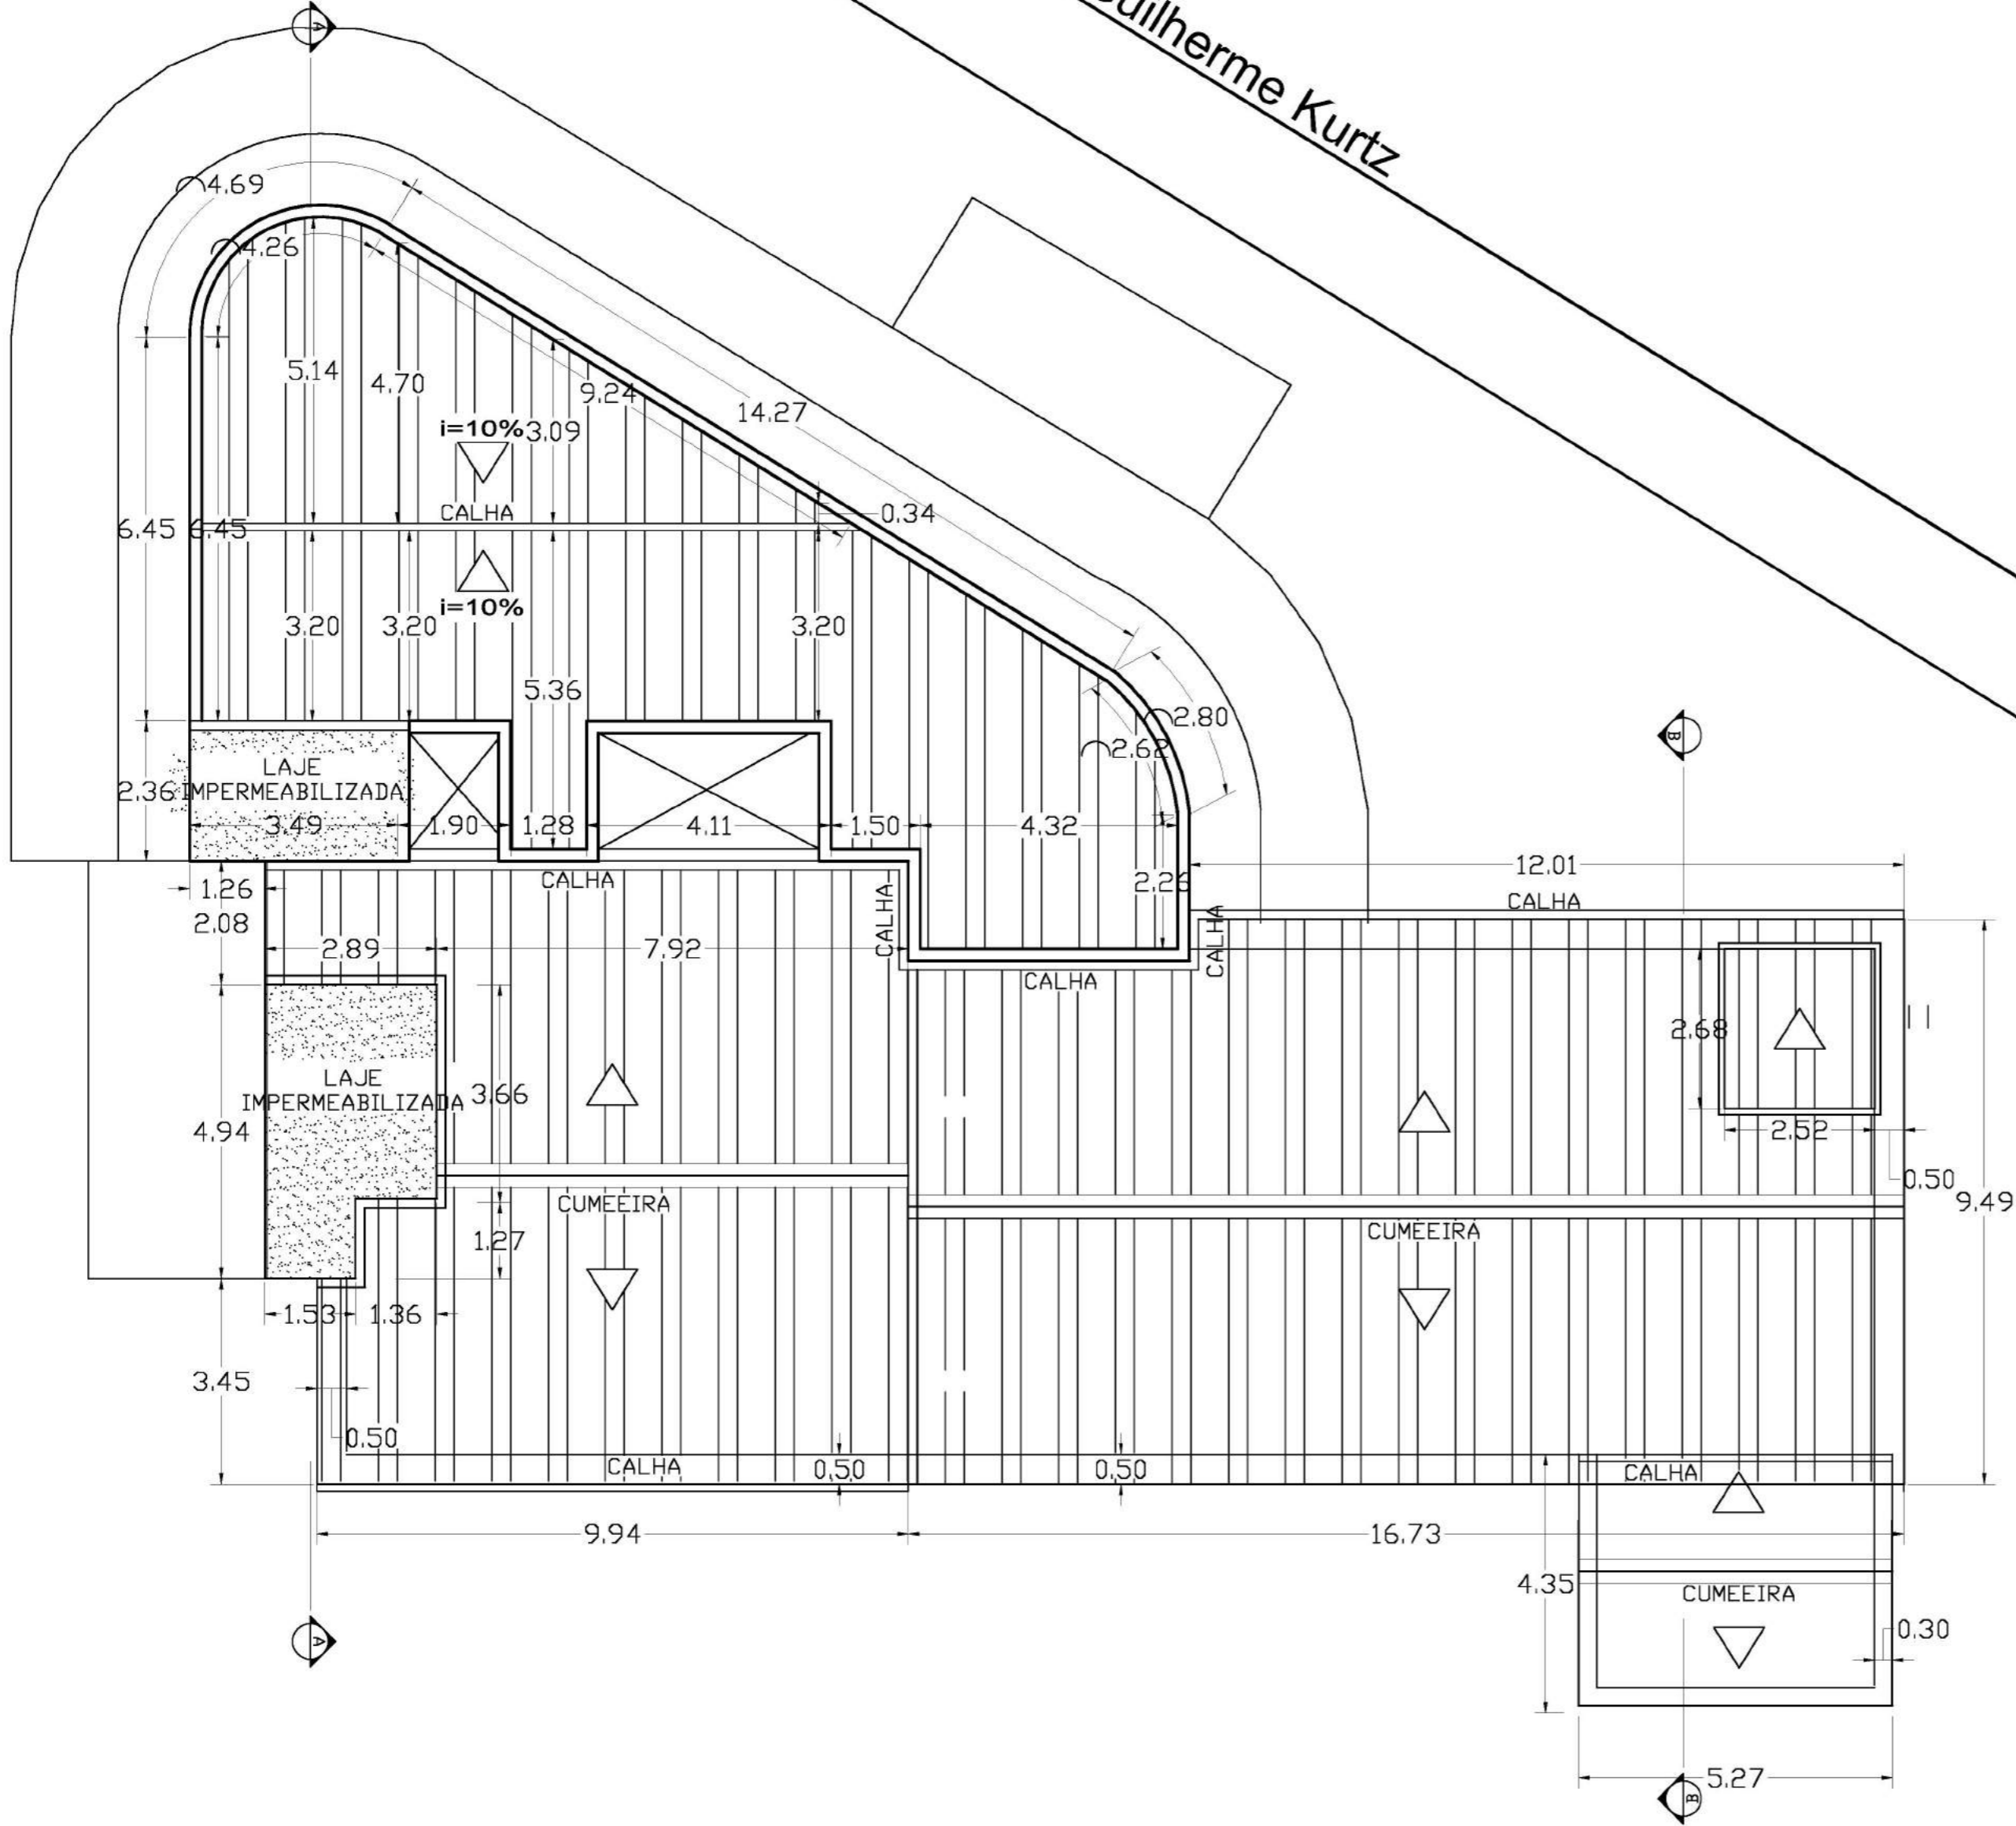 Guilherme Kurtz
A
4.69
4.26
5.14
4.70
9.24
14.27
i=10%
3.09
CALHA
0.34
6.45
6.45
i=10%
3.20
3.20
3.20
5.36
2.80
2.62
B
LAJE
IMPERMEABILIZADA
2.36
3.49
1.90
1.28
4.11
1.50
4.32
12.01
CALHA
1.26
CALHA
CALHA
2.26
CALHA
2.08
2.89
7.92
CALHA
2.68
LAJE
IMPERMEABILIZADA
3.66
4.94
2.52
0.50
9.49
CUMEEIRA
CUMEEIRA
1.27
1.53
1.36
3.45
0.50
CALHA
0.50
0.50
CALHA
9.94
16.73
4.35
CUMEEIRA
0.30
A
5.27
B